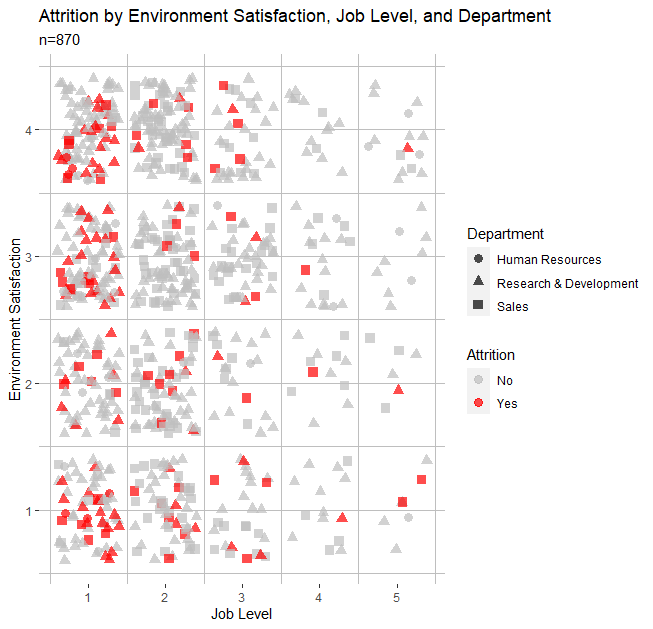 Attrition by Environment Satisfaction, Job Level, and Department
n=870
Environment Satisfaction
4
3
2
1
1 2 3 4 5
Job Level
Department
Human Resources
Research & Development
Sales
Attrition
No
Yes